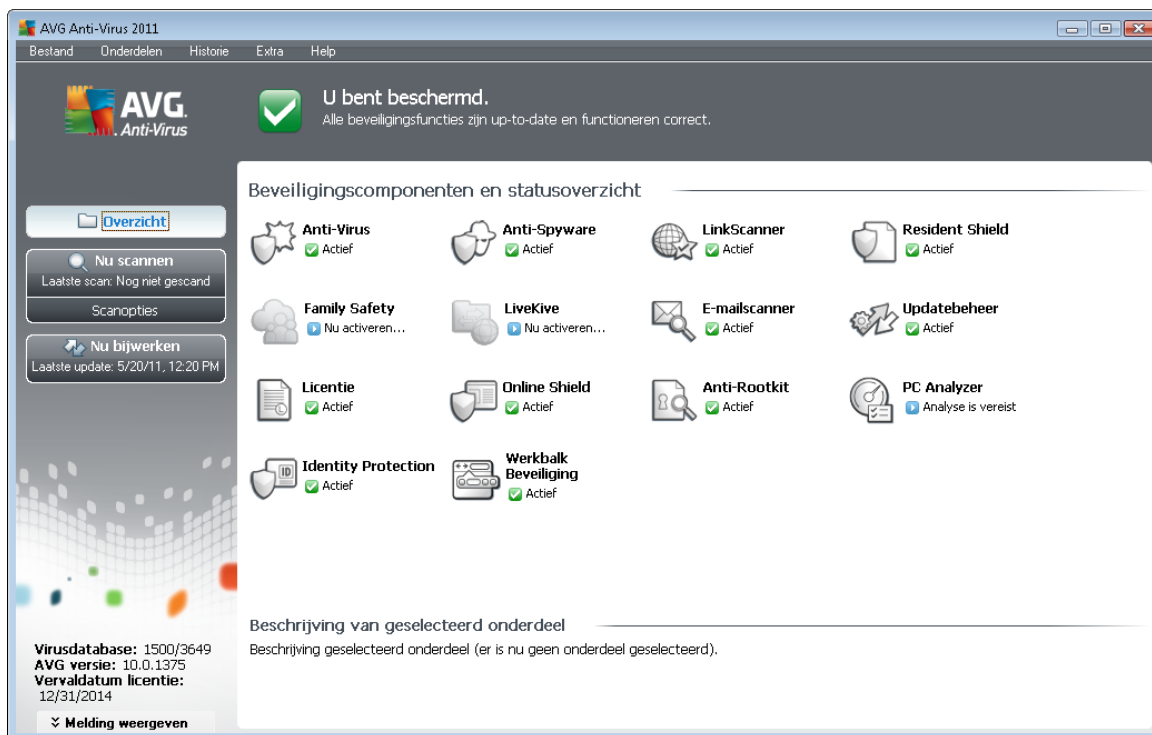 AVG Anti-Virus 2011
Bestand Onderdelen Historie Extra Help
AVG.
Anti-Virus
U bent beschermd.
Alle beveiligingsfuncties zijn up-to-date en functioneren correct.
Overzicht
Nu scannen
Laatste scan: Nog niet gescand
Scanopties
Nu bijwerken
Laatste update: 5/20/11, 12:20 PM
Beveiligingscomponenten en statusoverzicht
Anti-Virus
Actief
Anti-Spyware
Actief
LinkScanner
Actief
Resident Shield
Actief
Family Safety
Nu activeren...
LiveKive
Nu activeren...
E-mailscanner
Actief
Updatebeheer
Actief
Licentie
Actief
Online Shield
Actief
Anti-Rootkit
Actief
PC Analyzer
Analyse is vereist
Identity Protection
Actief
Werkbalk
Beveiliging
Actief
Beschrijving van geselecteerd onderdeel
Beschrijving geselecteerd onderdeel (er is nu geen onderdeel geselecteerd).
Virusdatabase: 1500/3649
AVG versie: 10.0.1375
Vervaldatum licentie:
12/31/2014
Melding weergeven